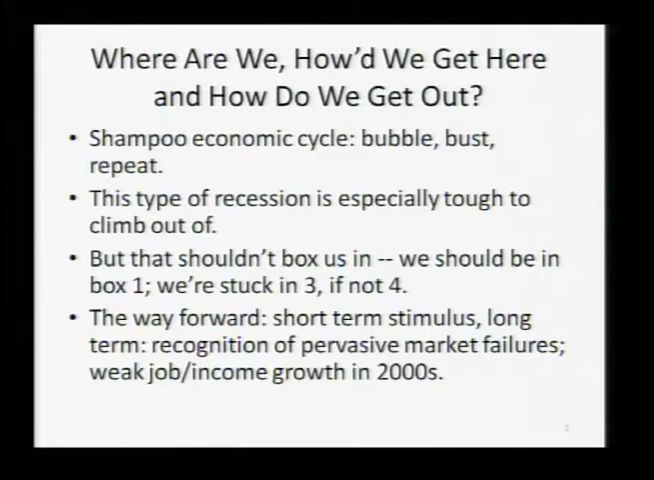 Where Are We, How'd We Get Here
and How Do We Get Out?
• Shampoo economic cycle: bubble, bust,
repeat.
• This type of recession is especially tough to
climb out of.
• But that shouldn't box us in -- we should be in
box 1; we're stuck in 3, if not 4.
• The way forward: short term stimulus, long
term: recognition of pervasive market failures;
weak job/income growth in 2000s.
2